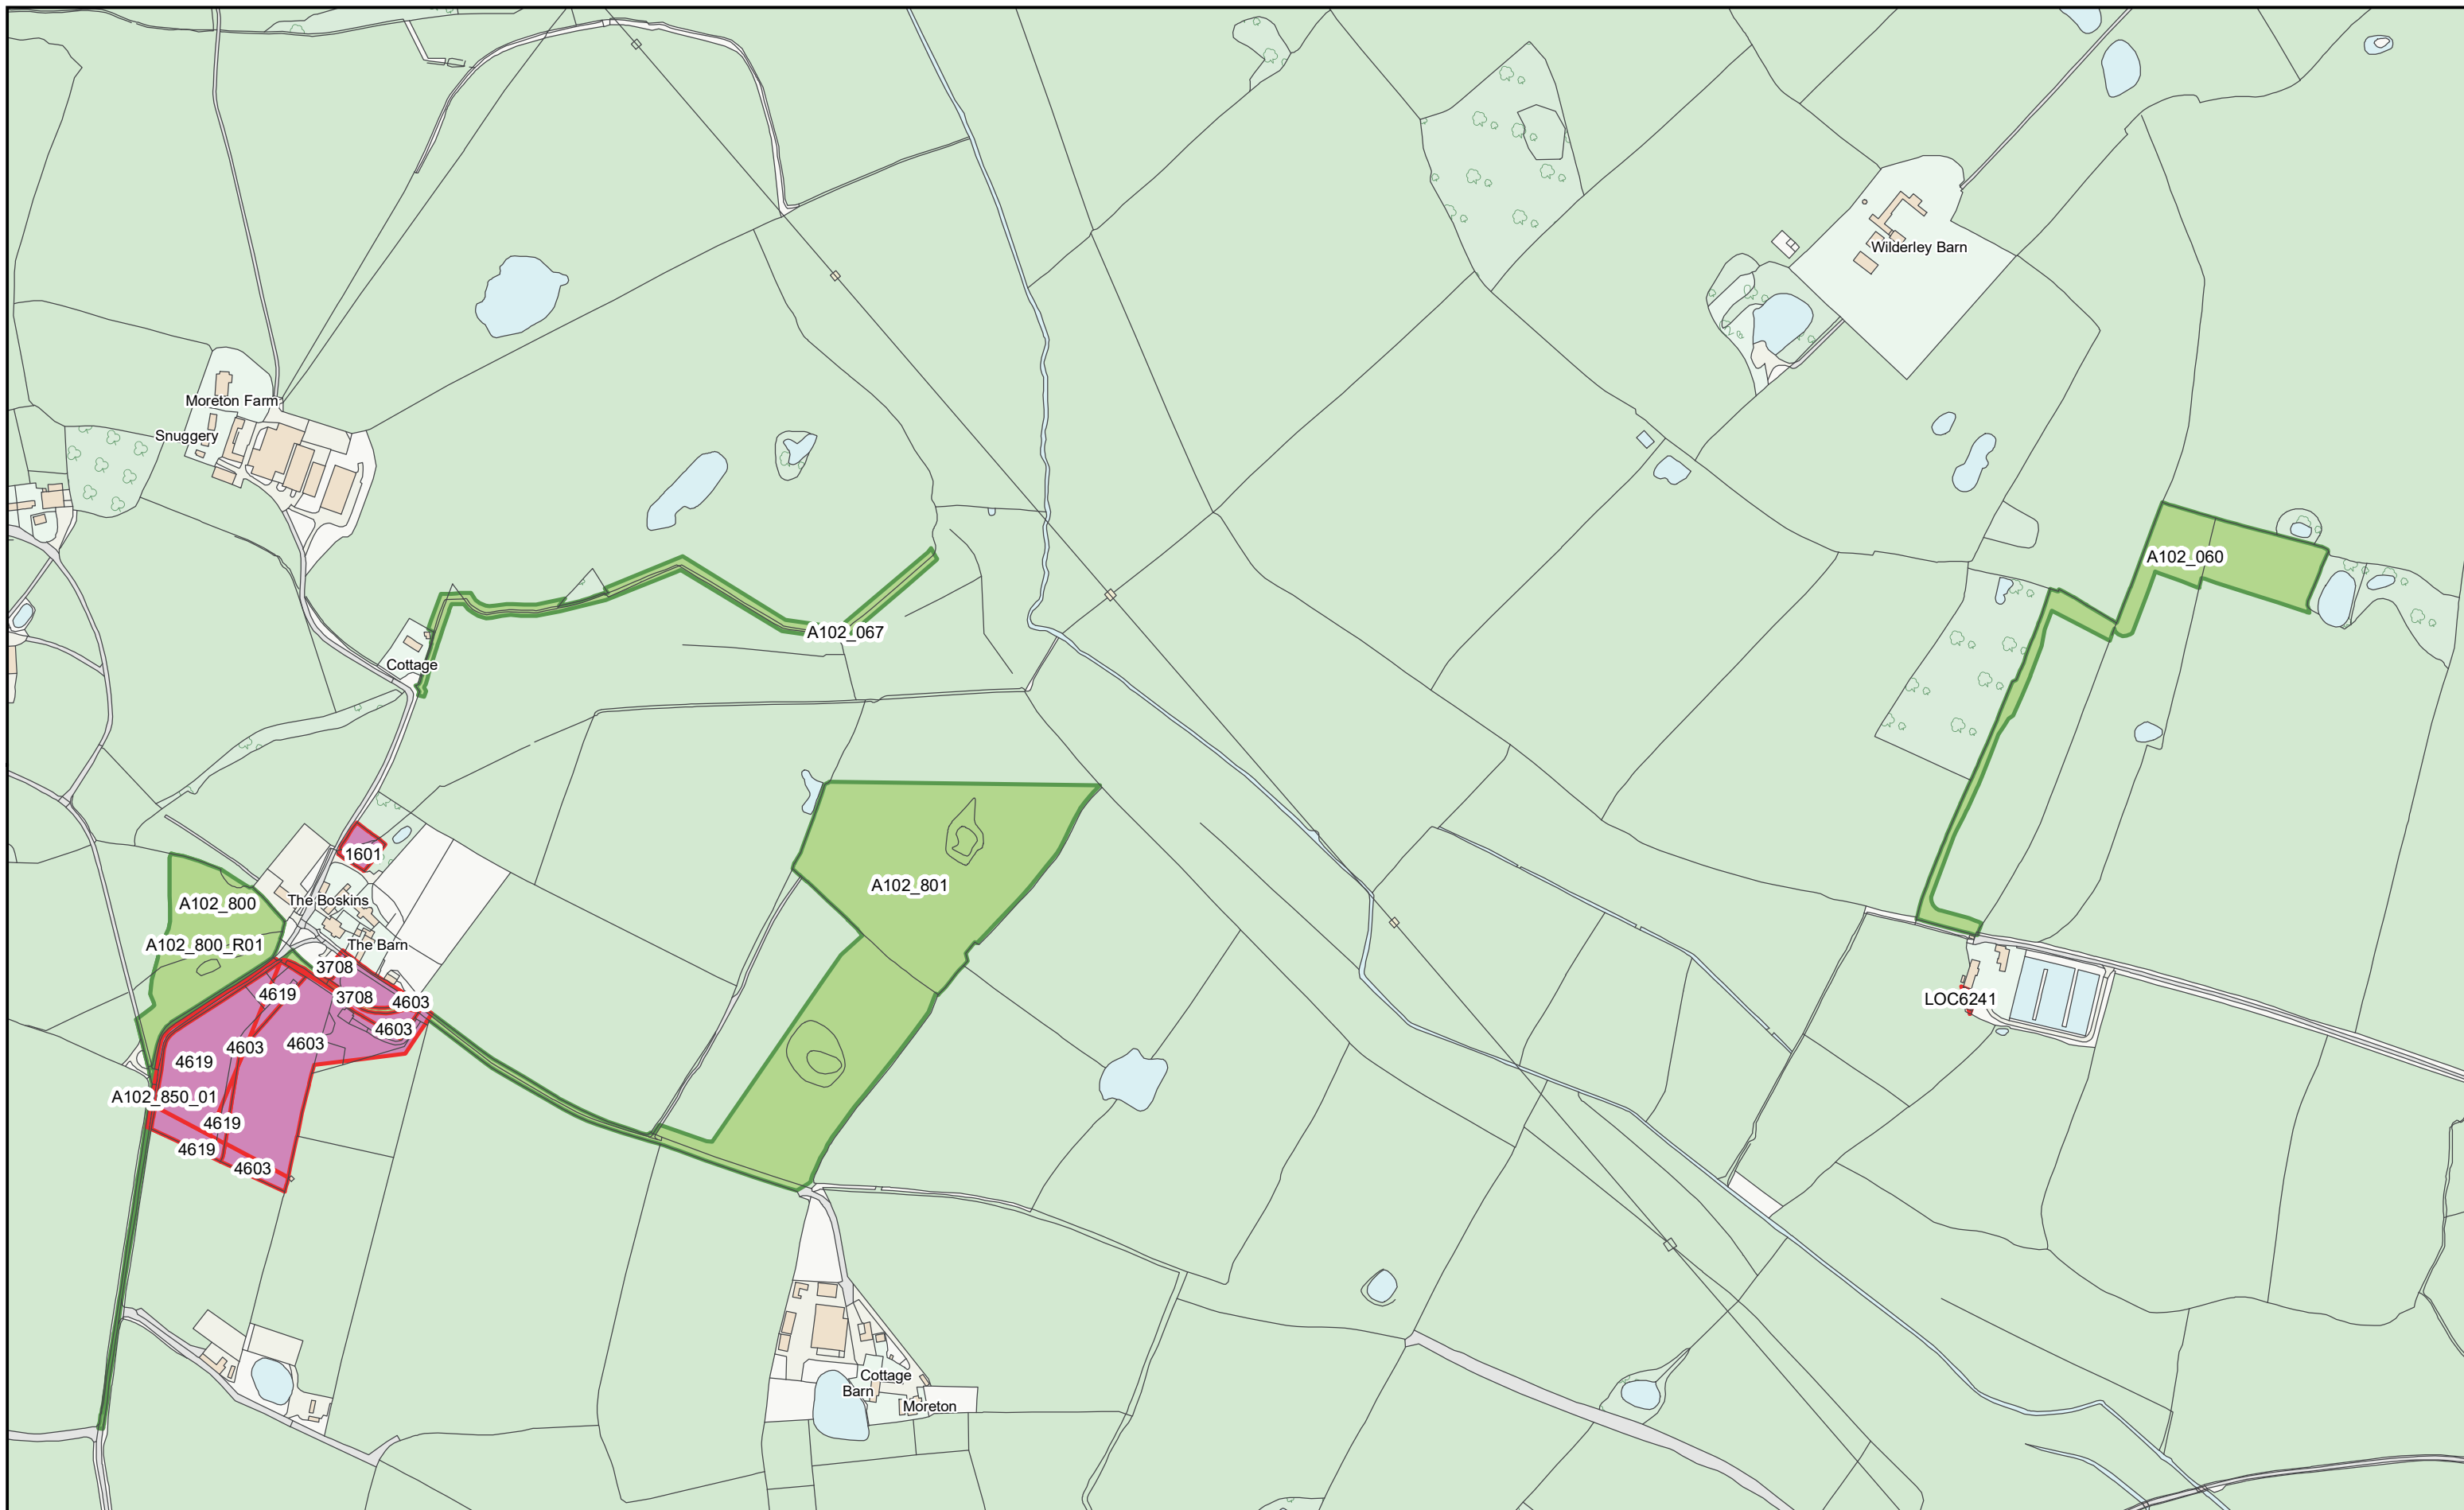 Wilderley Barn
Moreton Farm
Snuggery
A102_060
A102_067
Cottage
1601
A102_801
The Boskins
A102_800
A102_800_R01
The Barn
3708
4619
3708
4603
LOC6241
4603
4603
4603
4619
A102_850_01
4619
4619
4603
Cottage
Barn
Moreton